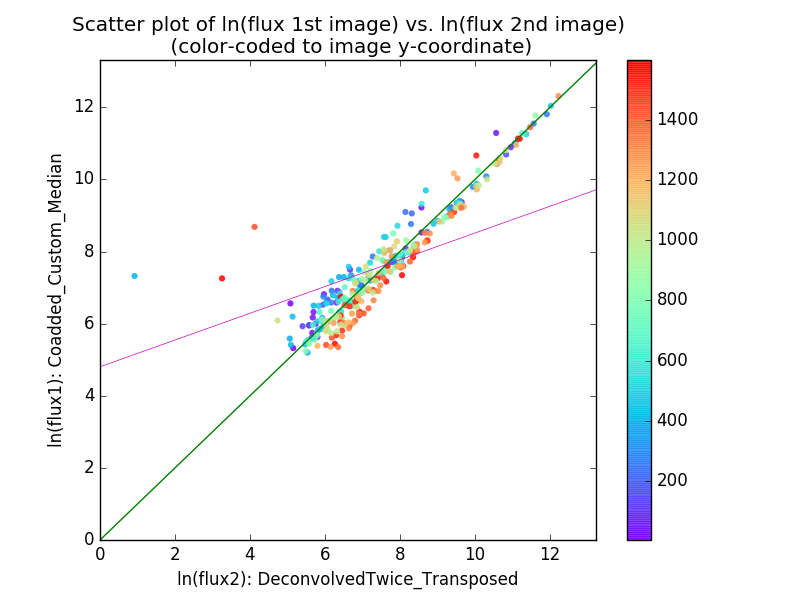 Scatter plot of ln(flux 1st image) vs. ln(flux 2nd image)
(color-coded to image y-coordinate)
ln(flux1): Coadded_Custom_Median
12
10
8
6
4
2
0
0 2 4 6 8 10 12
ln(flux2): DeconvolvedTwice_Transposed
1400
1200
1000
800
600
400
200